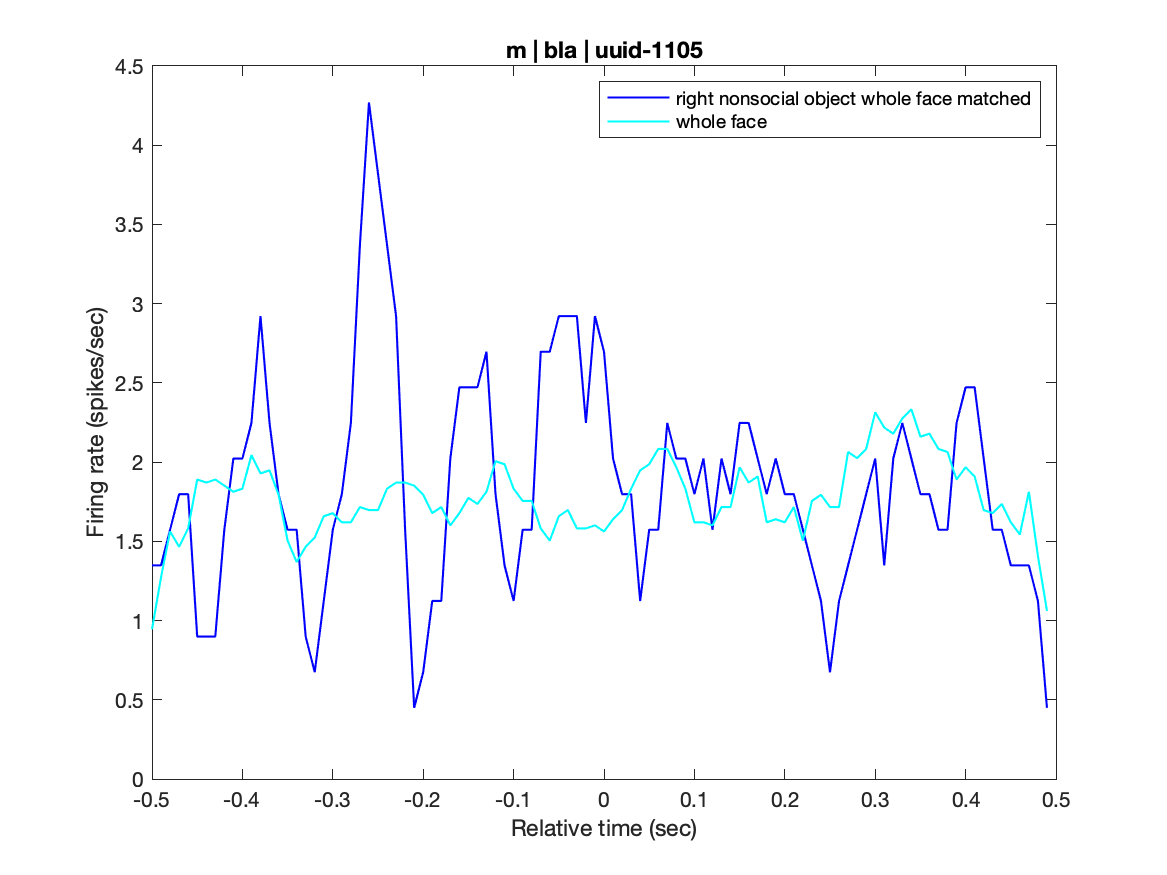 m | bla | uuid-1105
right nonsocial object whole face matched
whole face
Firing rate (spikes/sec)
4.5
4
3.5
3
2.5
2
1.5
1
0.5
0
-0.5 -0.4 -0.3 -0.2 -0.1 0 0.1 0.2 0.3 0.4 0.5
Relative time (sec)